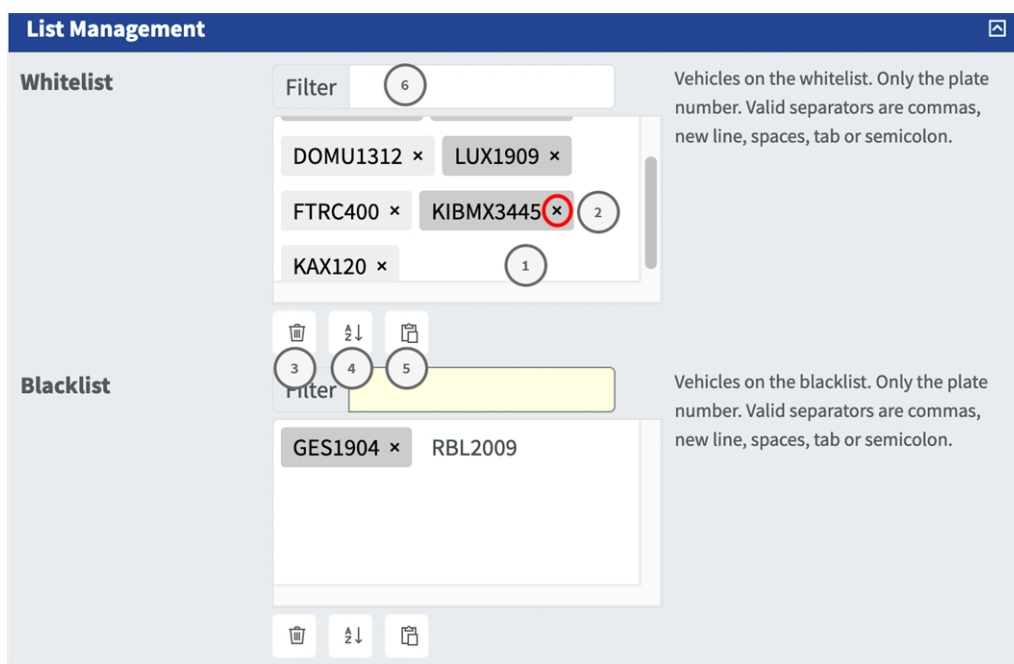 List Management
Whitelist
Filter
6
Vehicles on the whitelist. Only the plate
number. Valid separators are commas,
new line, spaces, tab or semicolon.
DOMU1312 × LUX1909 ×
FTRC400 × KIBMX3445 × 2
KAX120 × 1
3 4 5
Blacklist
Filter
Vehicles on the blacklist. Only the plate
number. Valid separators are commas,
new line, spaces, tab or semicolon.
GES1904 × RBL2009